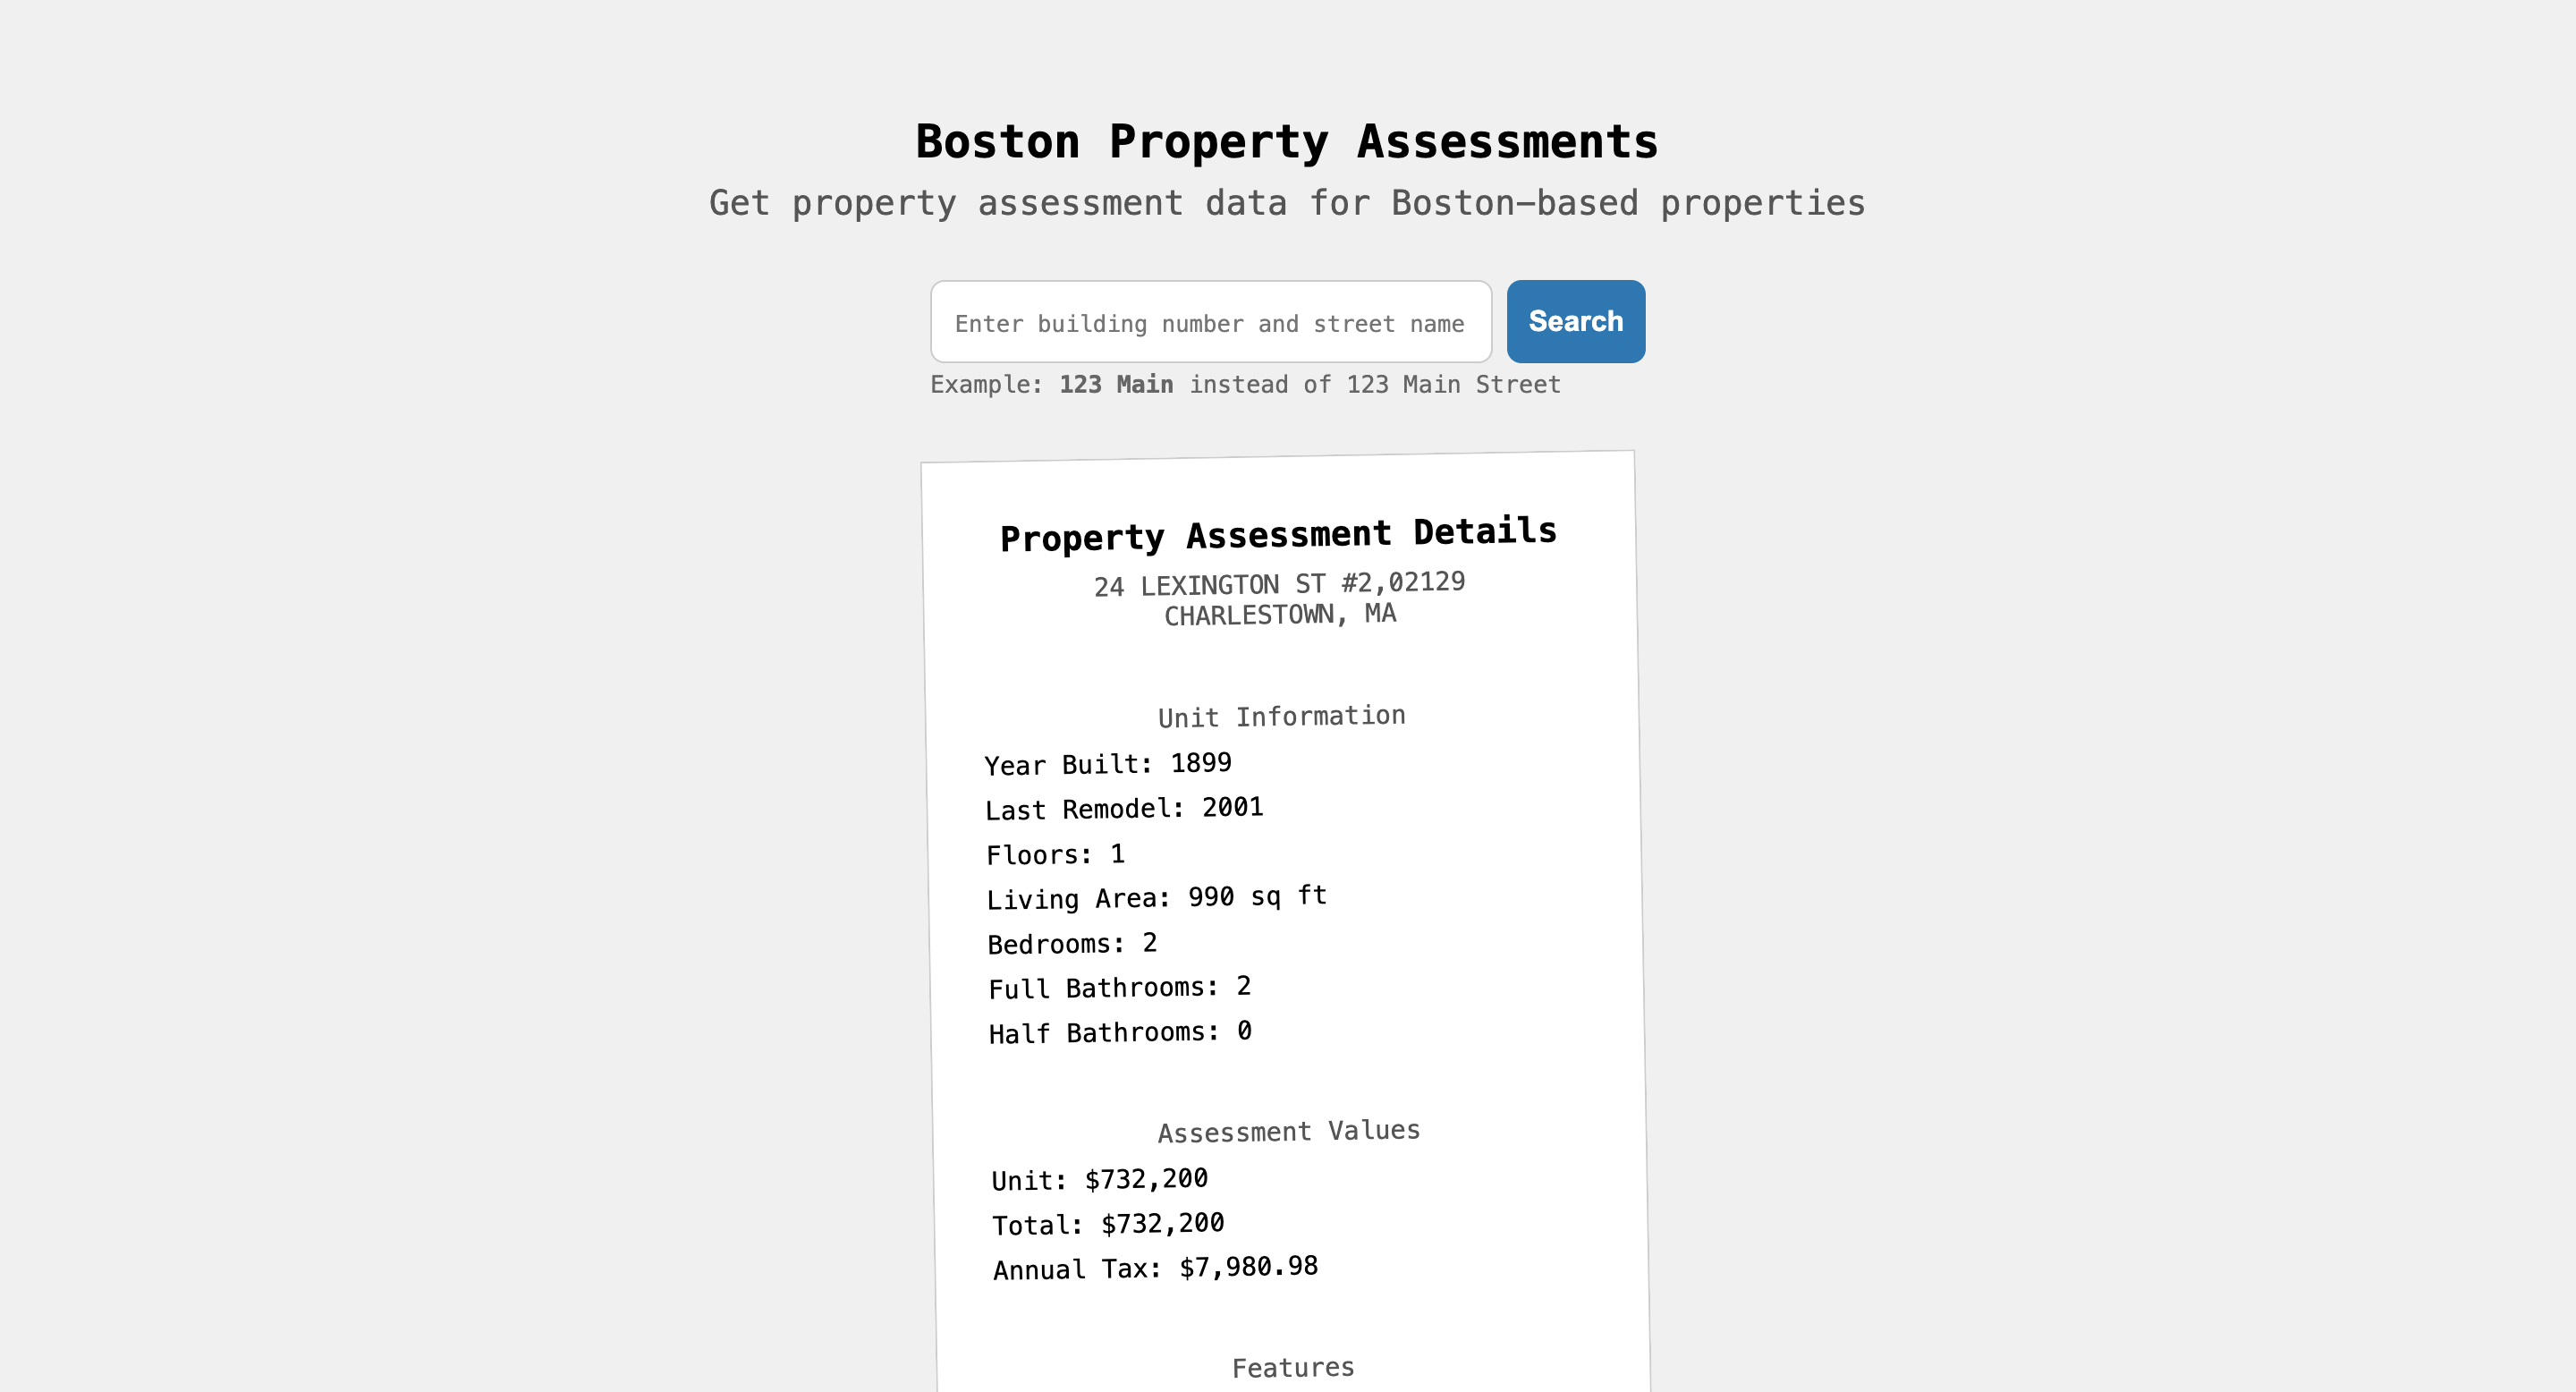 Boston Property Assessments
Get property assessment data for Boston-based properties
Enter building number and street name
Search
Example: 123 Main instead of 123 Main Street
Property Assessment Details
24 LEXINGTON ST #2,02129
CHARLESTOWN, MA
Unit Information
Year Built: 1899
Last Remodel: 2001
Floors: 1
Living Area: 990 sq ft
Bedrooms: 2
Full Bathrooms: 2
Half Bathrooms: 0
Assessment Values
Unit: $732,200
Total: $732,200
Annual Tax: $7,980.98
Features